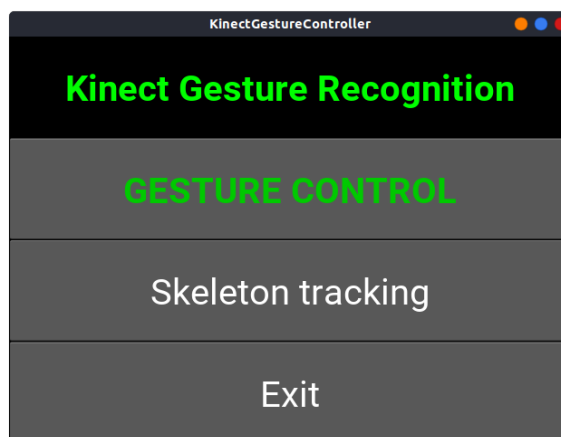 KinectGestureController
Kinect Gesture Recognition
GESTURE CONTROL
Skeleton tracking
Exit